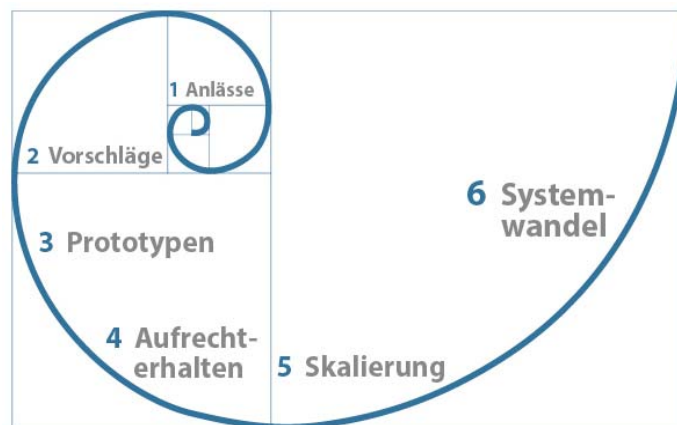 1 Anlässe
2 Vorschläge
3 Prototypen
4 Aufrecht-
erhalten
5 Skalierung
6 System-
wandel